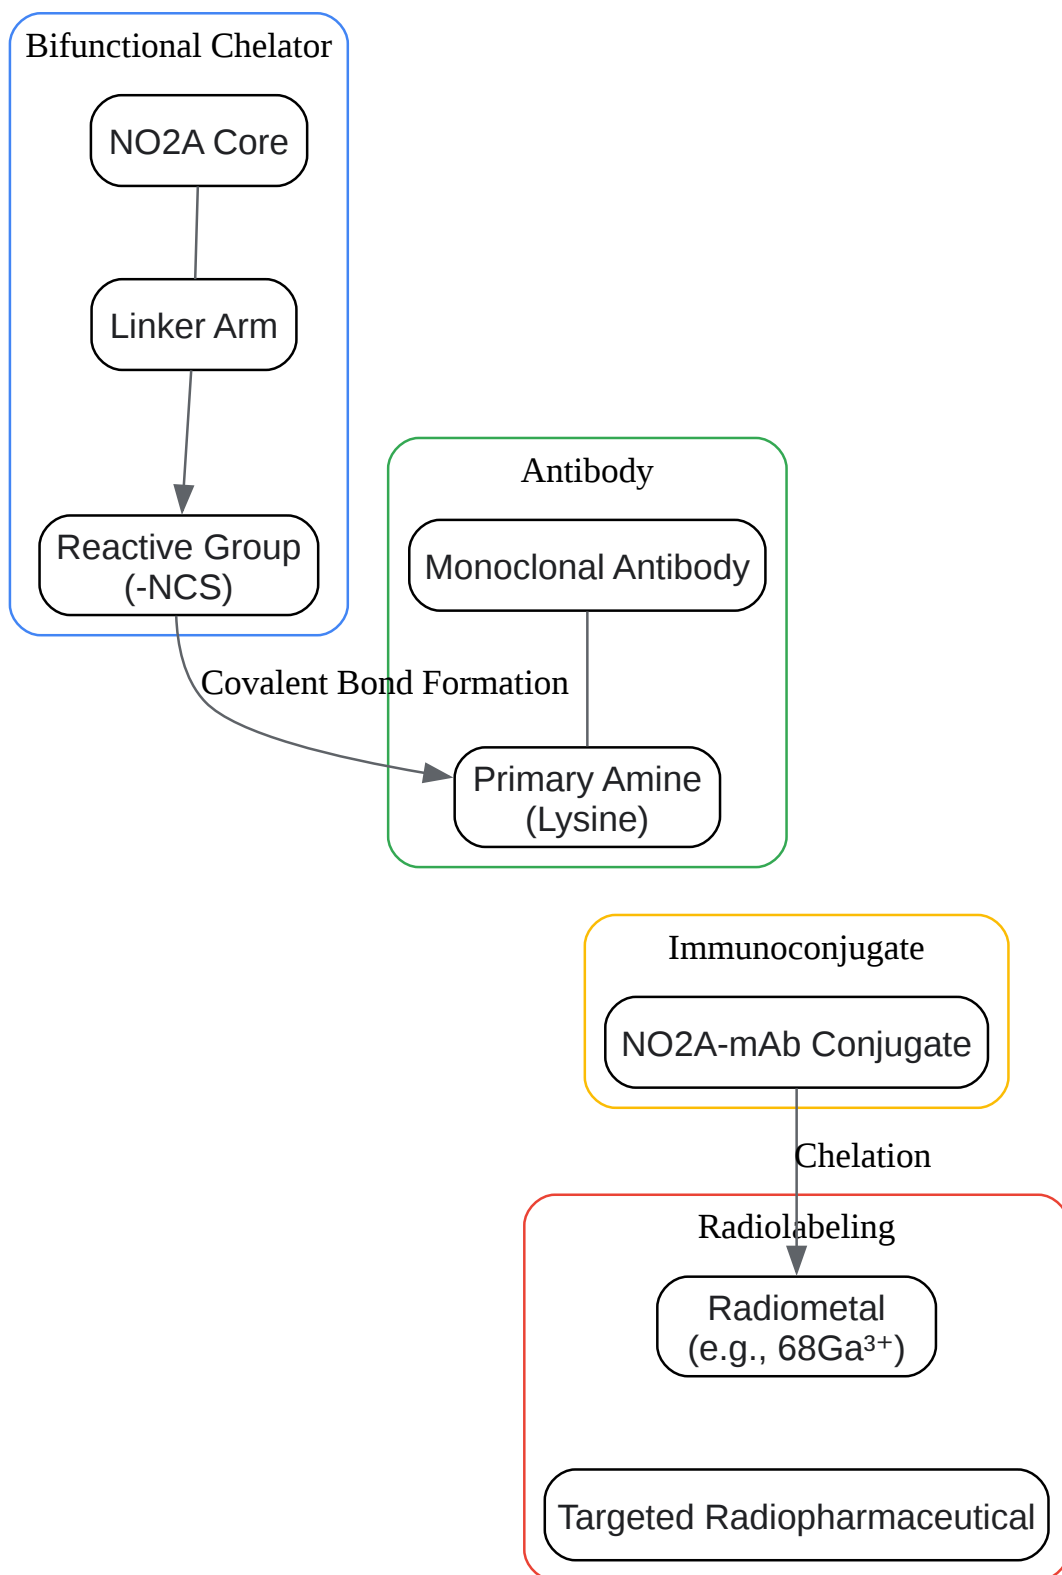 Bifunctional Chelator
NO2A Core
Linker Arm
Reactive Group
(-NCS)
Antibody
Monoclonal Antibody
Covalent Bond Formation
Primary Amine
(Lysine)
Immunoconjugate
NO2A-mAb Conjugate
Chelation
Radiolabeling
Radiometal
(e.g., 68Ga³⁺)
Targeted Radiopharmaceutical